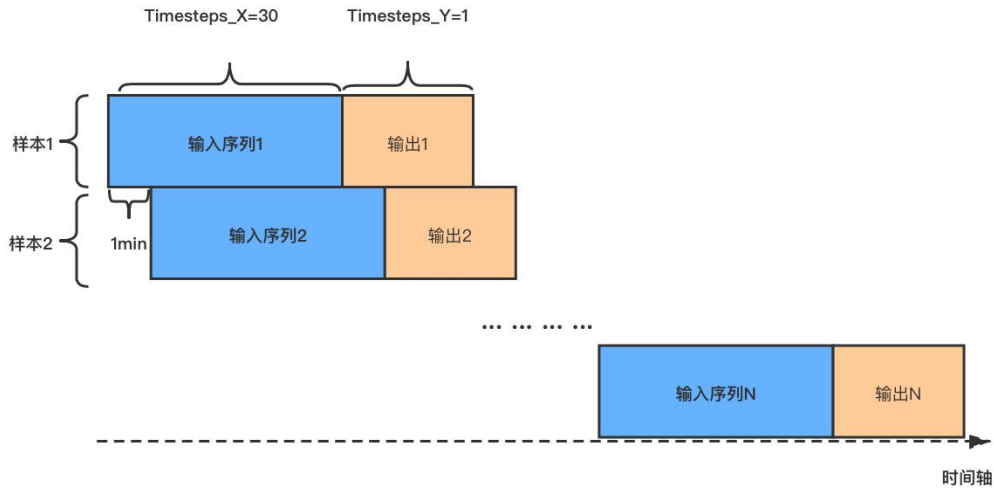 Timesteps_X=30
Timesteps_Y=1
样本1
输入序列1
输出1
样本2
1min
输入序列2
输出2
... ... ... ...
输入序列N
输出N
时间轴